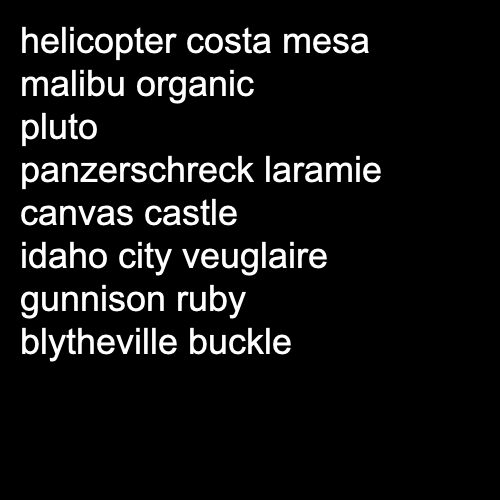 helicopter costa mesa
malibu organic
pluto
panzerschreck laramie
canvas castle
idaho city veuglaire
gunnison ruby
blytheville buckle